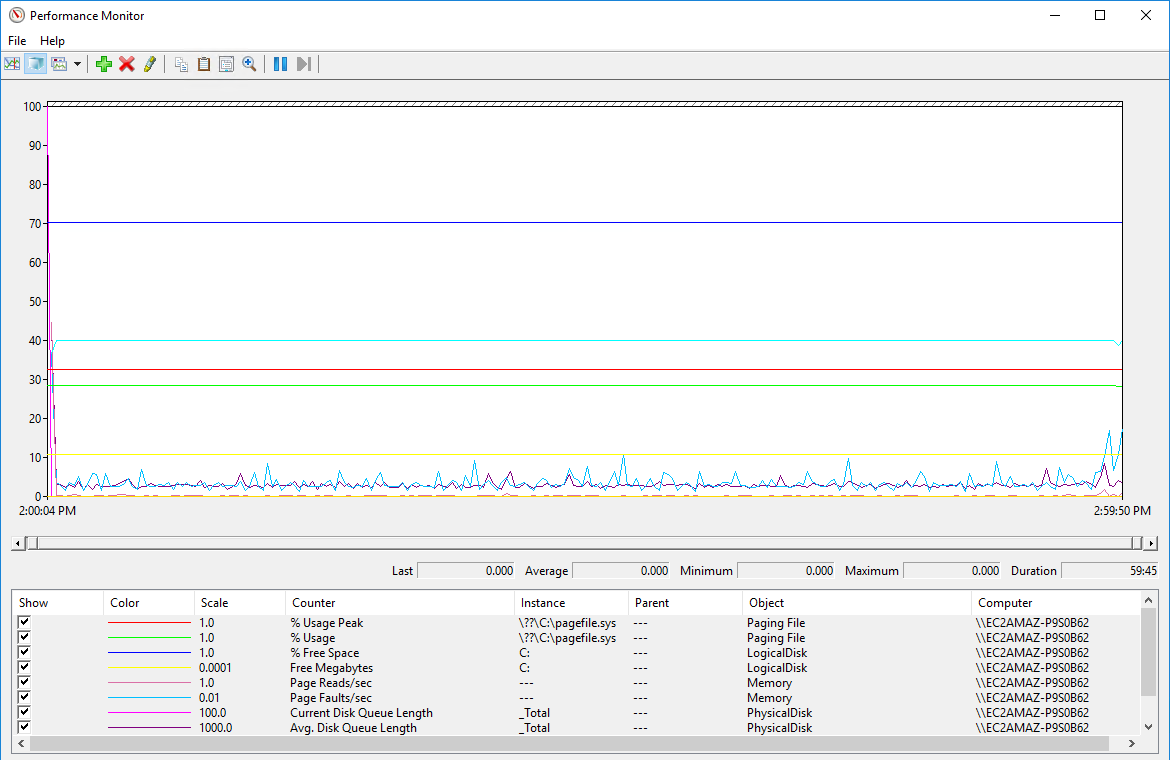 Performance Monitor
File Help
100
90
80
70
60
50
40
30
20
10
0
2:00:04 PM 2:59:50 PM
Last 0.000 Average 0.000 Minimum 0.000 Maximum 0.000 Duration 59:45
Show Color Scale Counter Instance Parent Object Computer
1.0 % Usage Peak \??\C:\pagefile.sys --- Paging File \\EC2AMAZ-P9S0B62
1.0 % Usage \??\C:\pagefile.sys --- Paging File \\EC2AMAZ-P9S0B62
1.0 % Free Space C: --- LogicalDisk \\EC2AMAZ-P9S0B62
0.0001 Free Megabytes C: --- LogicalDisk \\EC2AMAZ-P9S0B62
1.0 Page Reads/sec --- --- Memory \\EC2AMAZ-P9S0B62
0.01 Page Faults/sec --- --- Memory \\EC2AMAZ-P9S0B62
100.0 Current Disk Queue Length _Total --- PhysicalDisk \\EC2AMAZ-P9S0B62
1000.0 Avg. Disk Queue Length _Total --- PhysicalDisk \\EC2AMAZ-P9S0B62